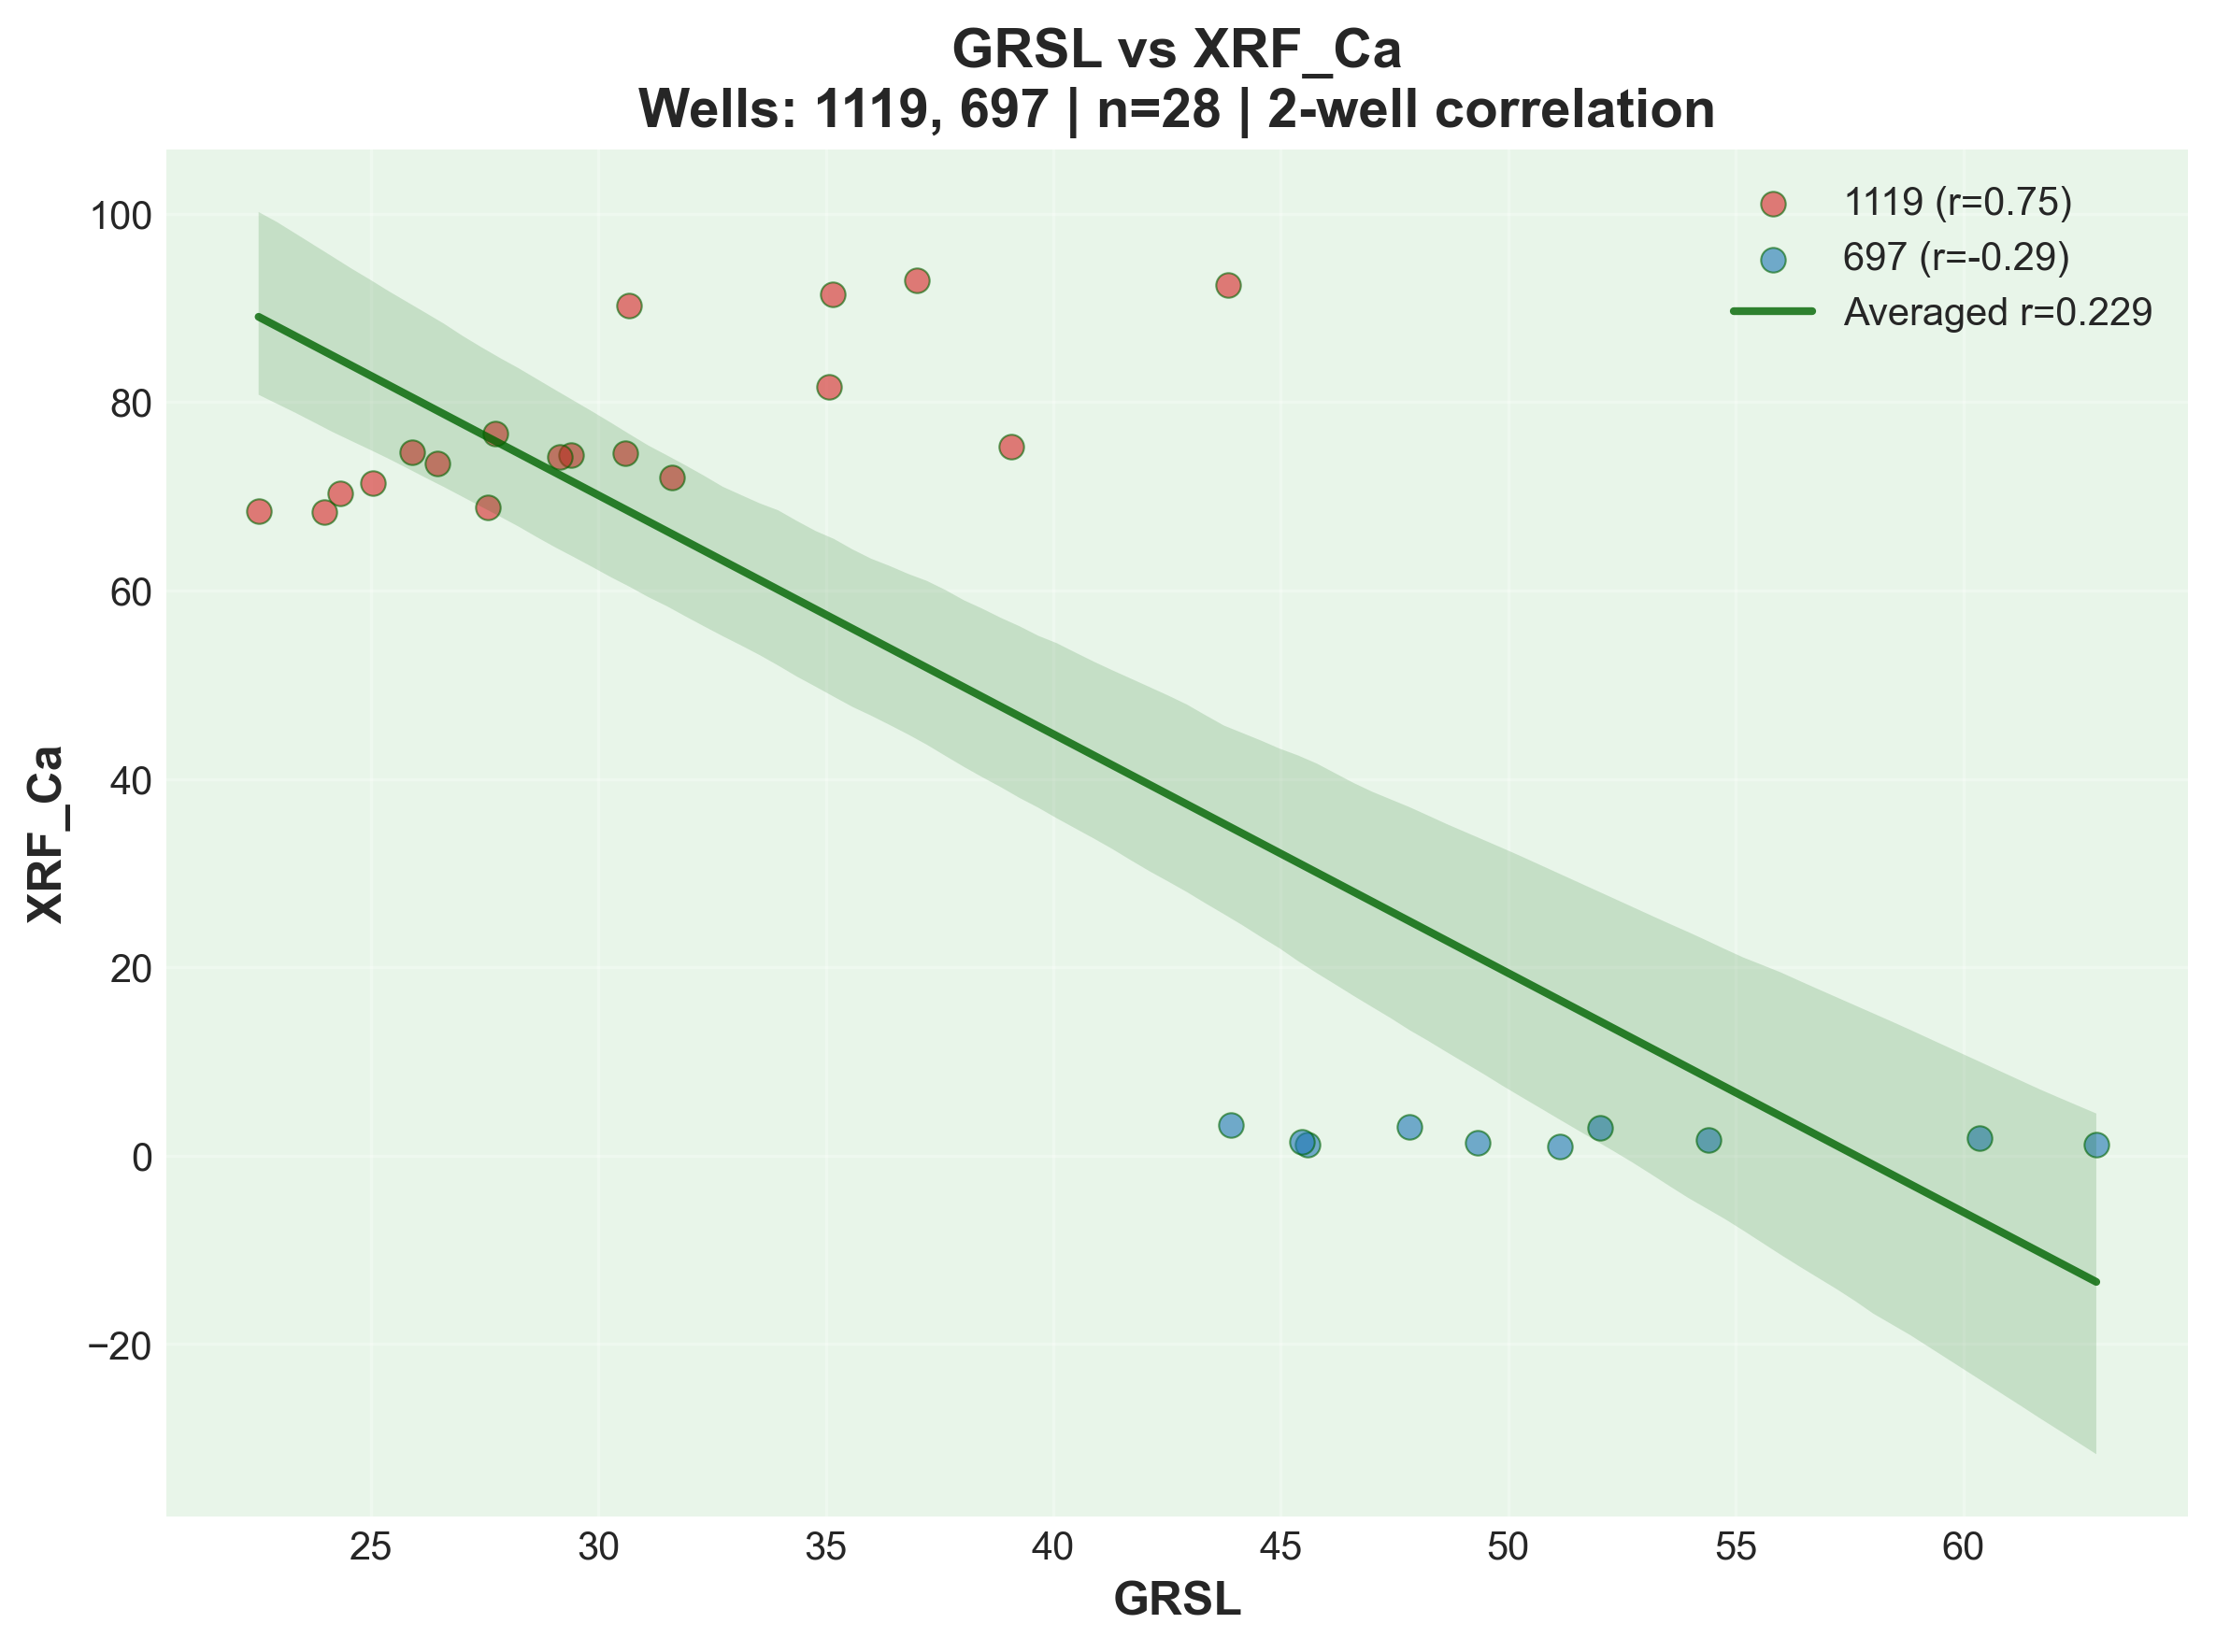 GRSL vs XRF_Ca
Wells: 1119, 697 | n=28 | 2-well correlation
1119 (r=0.75)
697 (r=-0.29)
Averaged r=0.229
100
80
60
40
20
0
−20
XRF_Ca
25 30 35 40 45 50 55 60
GRSL